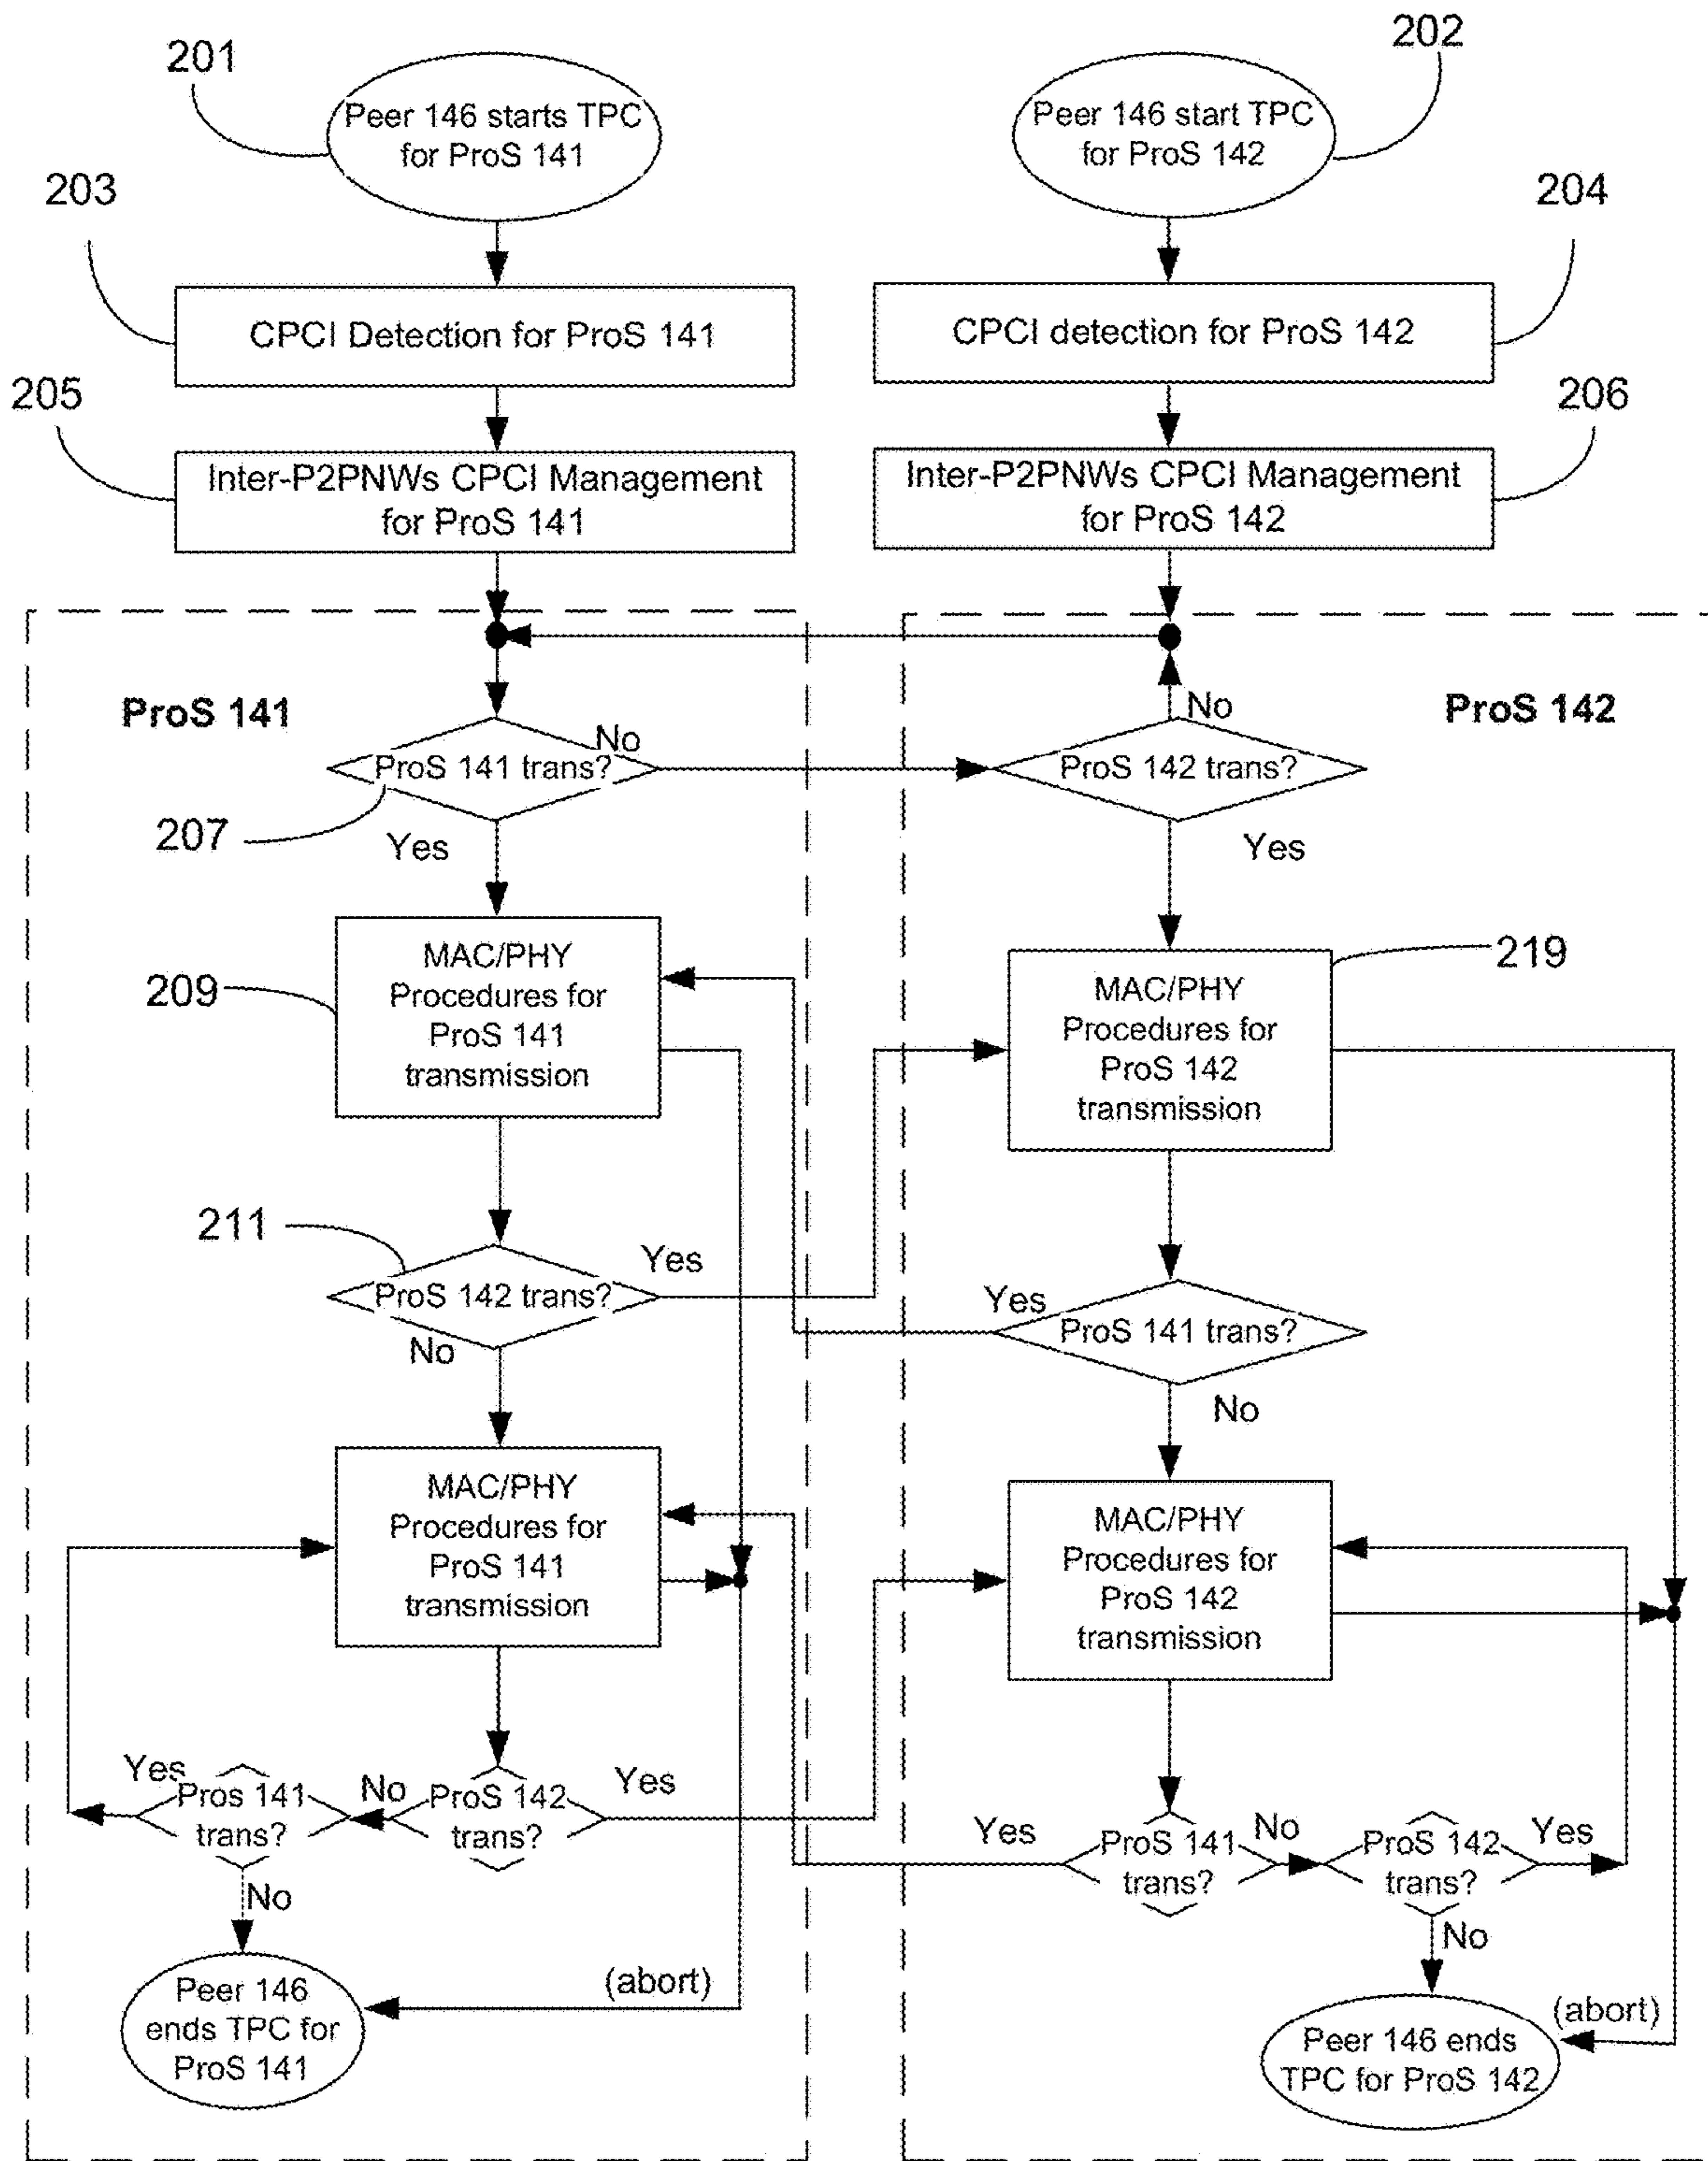 201
202
Peer 146 starts TPC
for ProS 141
Peer 146 start TPC
for ProS 142
203
204
CPCI Detection for ProS 141
CPCI detection for ProS 142
205
206
Inter-P2PNWs CPCI Management
for ProS 141
Inter-P2PNWs CPCI Management
for ProS 142
ProS 141
ProS 142
No
No
ProS 141 trans?
ProS 142 trans?
207
Yes
Yes
209
MAC/PHY
Procedures for
ProS 141
transmission
219
MAC/PHY
Procedures for
ProS 142
transmission
211
Yes
ProS 142 trans?
No
Yes
ProS 141 trans?
No
MAC/PHY
Procedures for
ProS 141
transmission
MAC/PHY
Procedures for
ProS 142
transmission
Yes
Pros 141
trans?
No
ProS 142
trans?
Yes
Yes
ProS 141
trans?
No
ProS 142
trans?
Yes
No
No
Peer 146
ends TPC for
ProS 141
(abort)
(abort)
Peer 146 ends
TPC for ProS 142